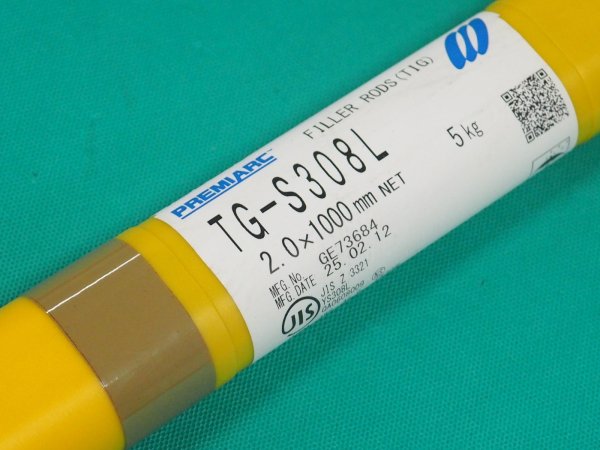 PREMIARC FILLER RODS(TIG)
TG-S308L
2.0×1000mm NET 5kg
MFG.No. GE73684
MFG DATE 25.02.12
JIS JIS Z 3321
YS308L